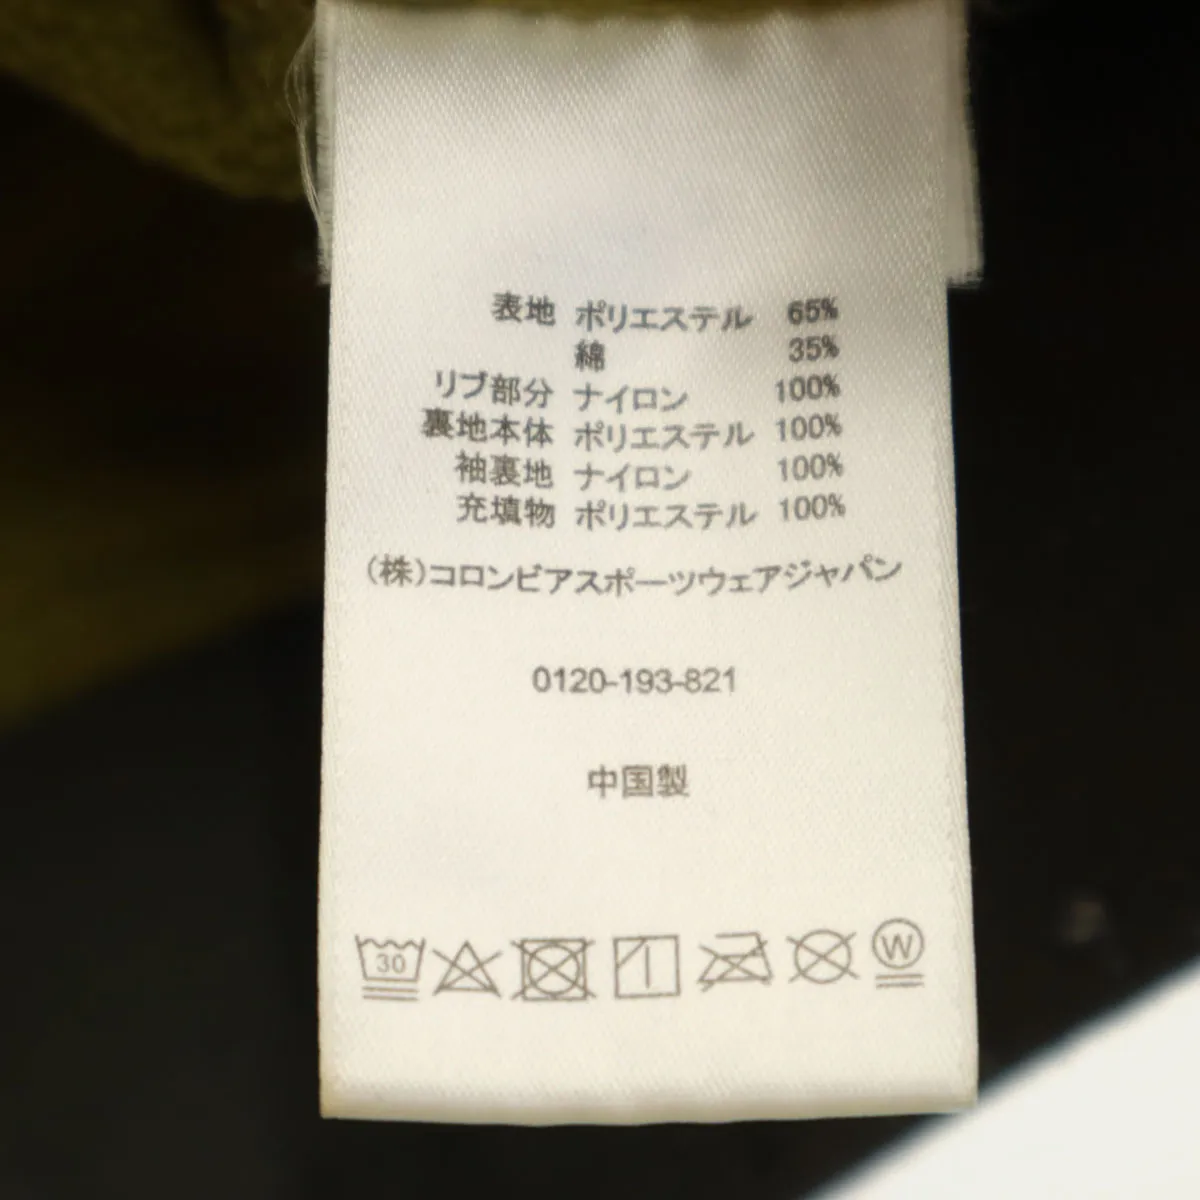 表地 ポリエステル 65%
綿 35%
リブ部分 ナイロン 100%
裏地本体 ポリエステル 100%
袖裏地 ナイロン 100%
充填物 ポリエステル 100%
(株)コロンビアスポーツウェアジャパン
0120-193-821
中国製
30 W